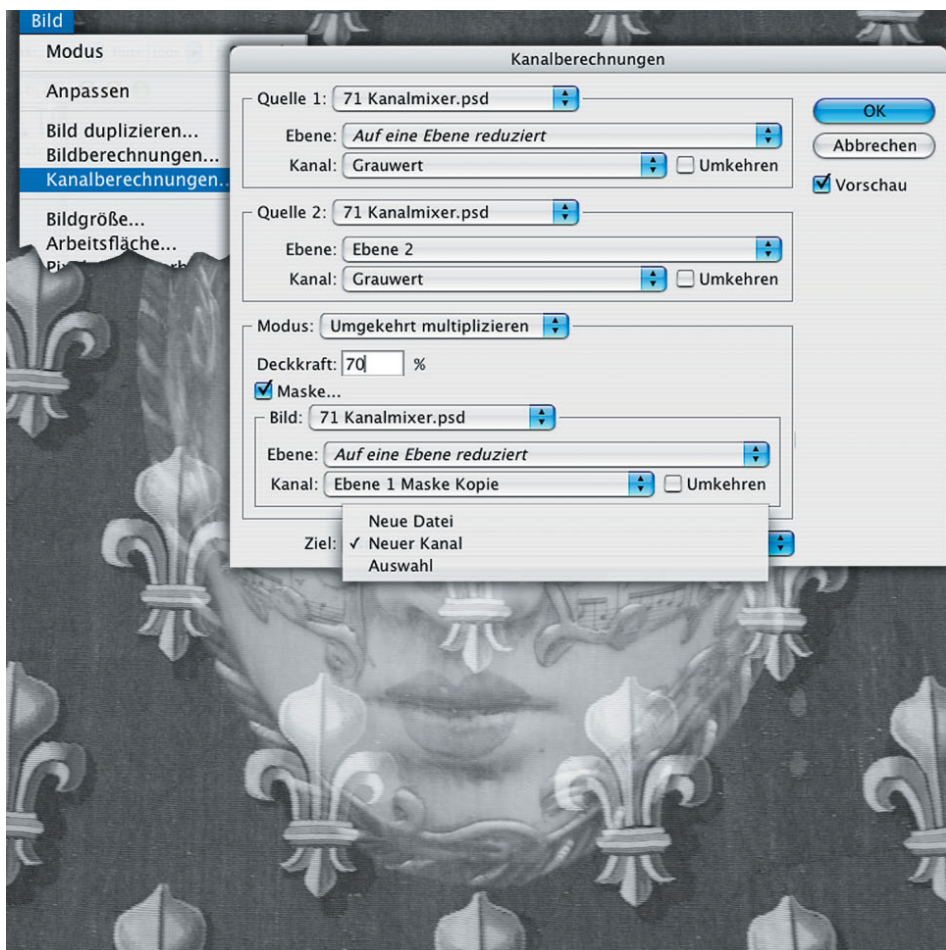 Bild
Modus
Anpassen
Bild duplizieren...
Bildberechnungen...
Kanalberechnungen..
Bildgröße...
Arbeitsfläche...
Kanalberechnungen
Quelle 1: 71 Kanalmixer.psd
Ebene: Auf eine Ebene reduziert
Kanal: Grauwert Umkehren
OK
Abbrechen
Vorschau
Quelle 2: 71 Kanalmixer.psd
Ebene: Ebene 2
Kanal: Grauwert Umkehren
Modus: Umgekehrt multiplizieren
Deckkraft: 70 %
Maske...
Bild: 71 Kanalmixer.psd
Ebene: Auf eine Ebene reduziert
Kanal: Ebene 1 Maske Kopie Umkehren
Ziel:
Neue Datei
✓ Neuer Kanal
Auswahl